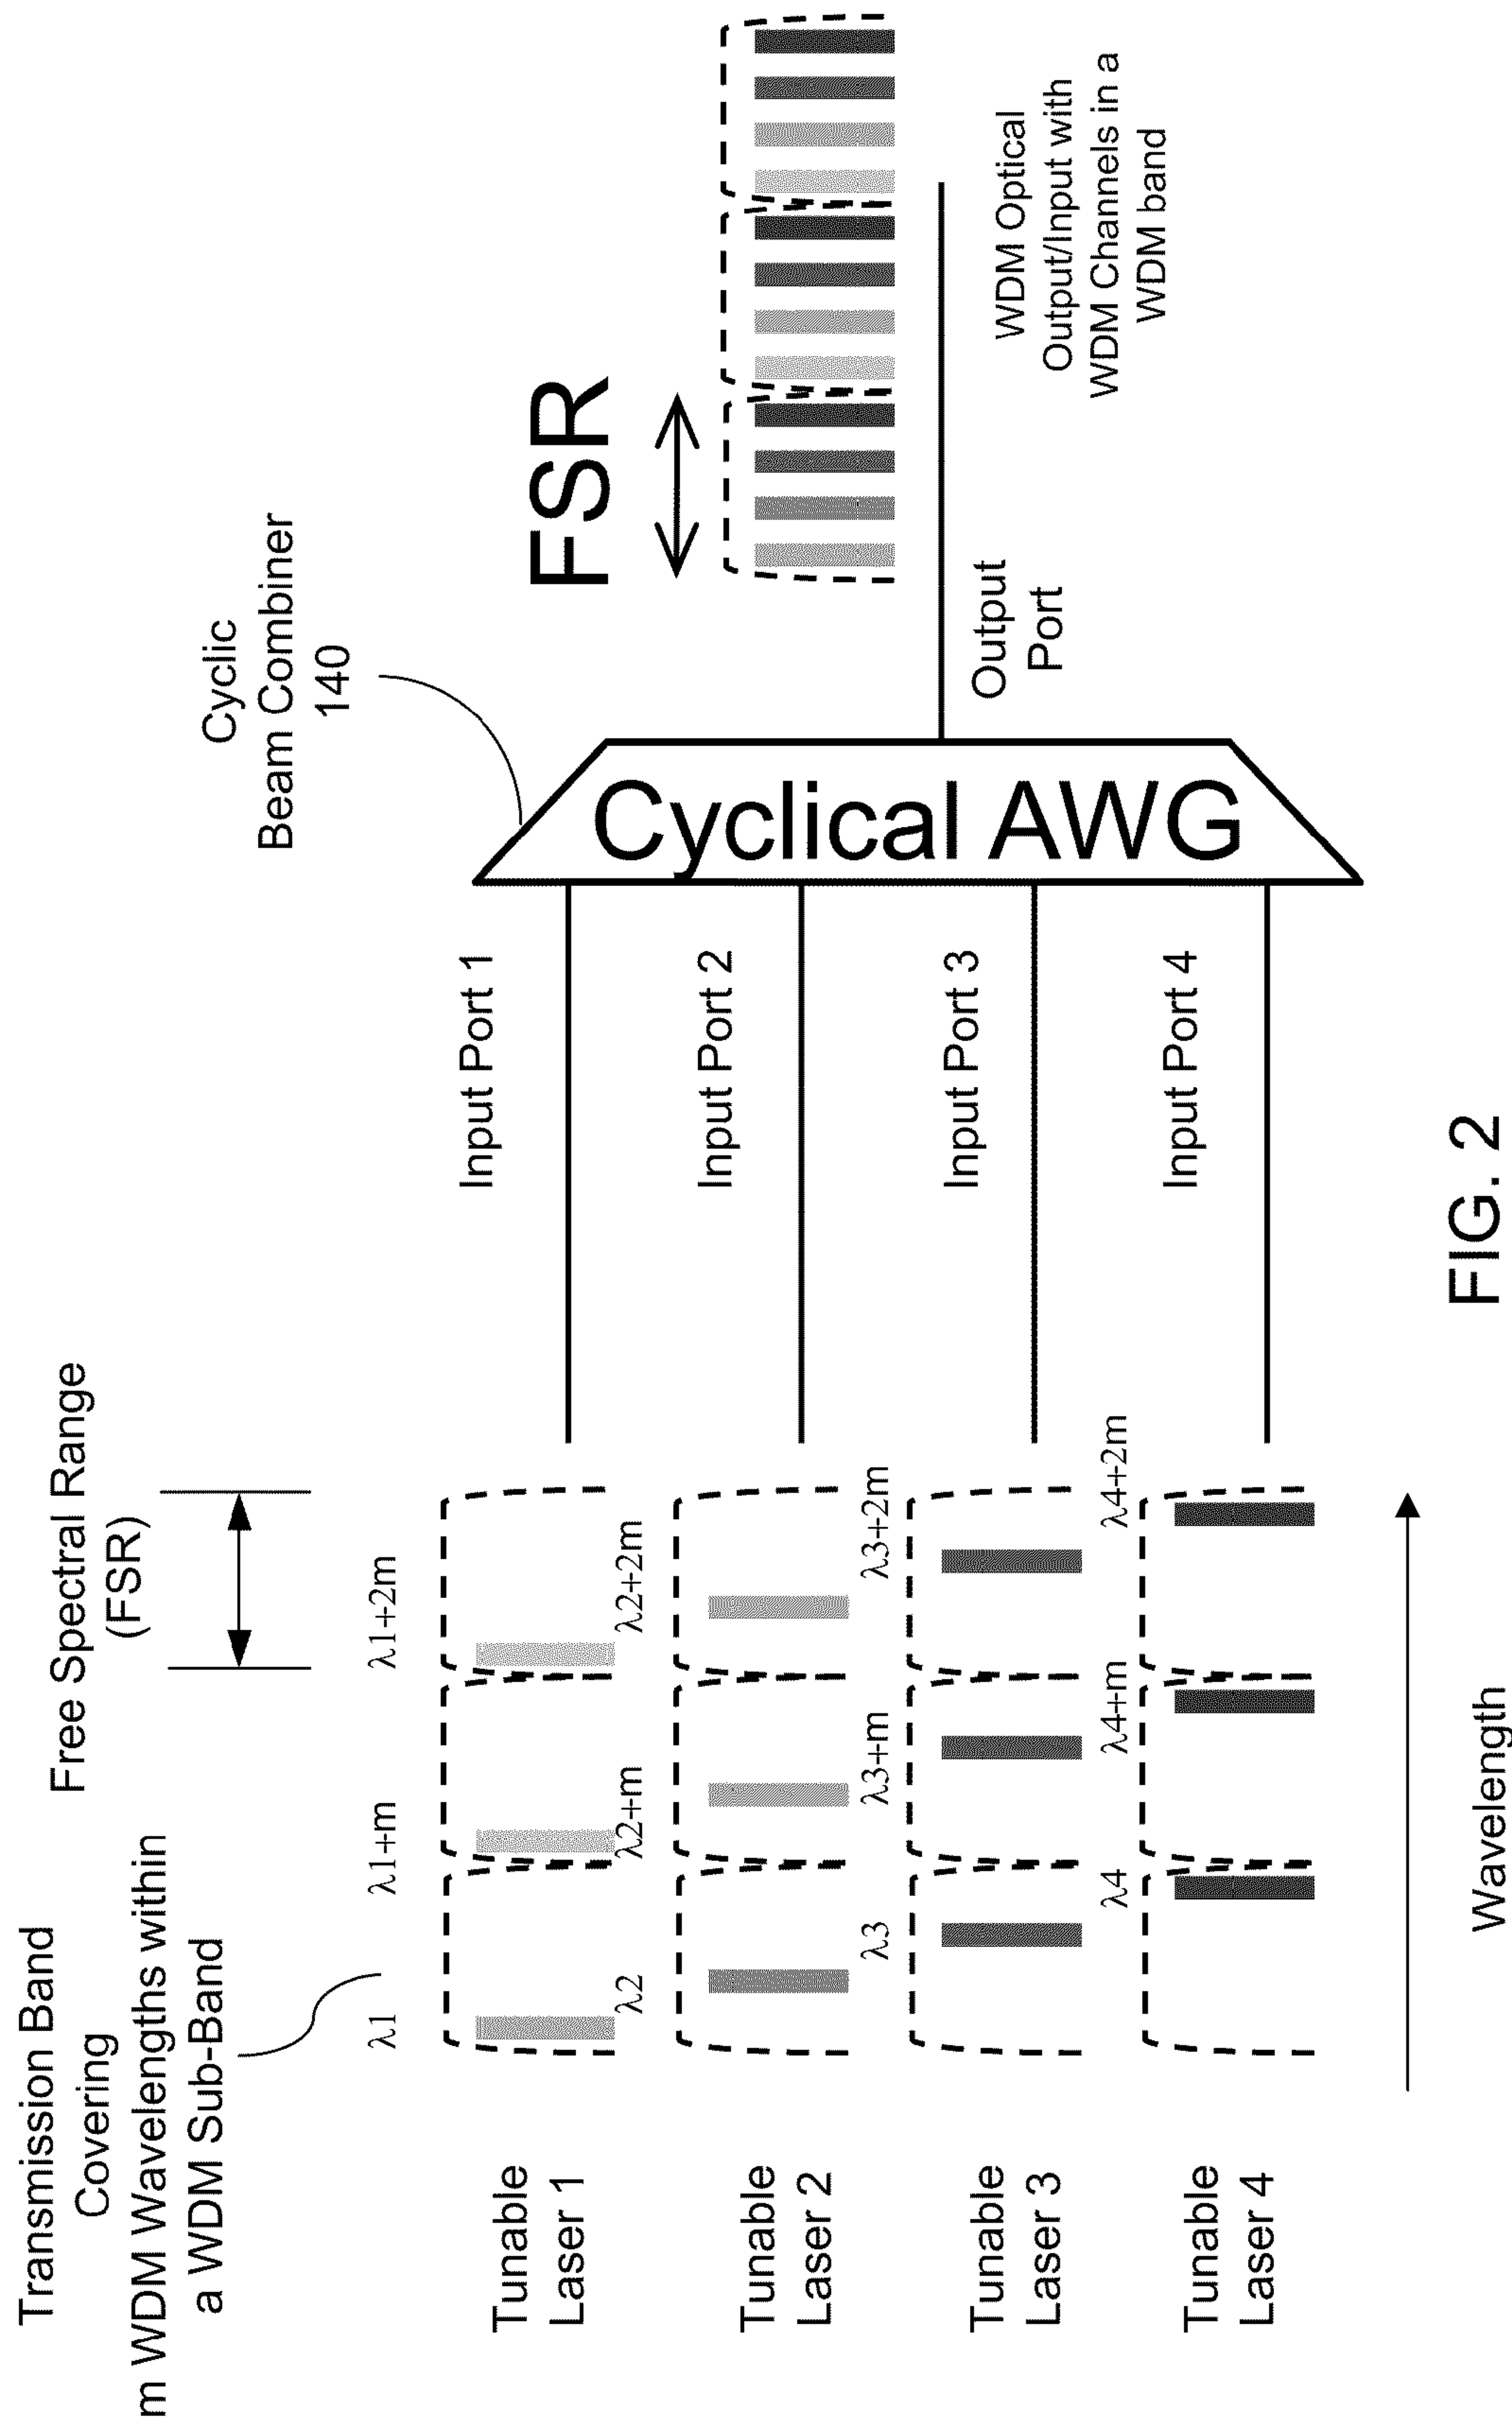 Transmission Band
Covering
m WDM Wavelengths within
a WDM Sub-Band
Free Spectral Range
(FSR)
Cyclic
Beam Combiner
140
λ1
λ1+m
λ1+2m
Tunable
Laser 1
Input Port 1
λ2
λ2+m
λ2+2m
Tunable
Laser 2
Input Port 2
λ3
λ3+m
λ3+2m
Tunable
Laser 3
Input Port 3
λ4
λ4+m
λ4+2m
Tunable
Laser 4
Input Port 4
Wavelength
Cyclical AWG
FSR
Output
Port
WDM Optical
Output/Input with
WDM Channels in a
WDM band
FIG. 2